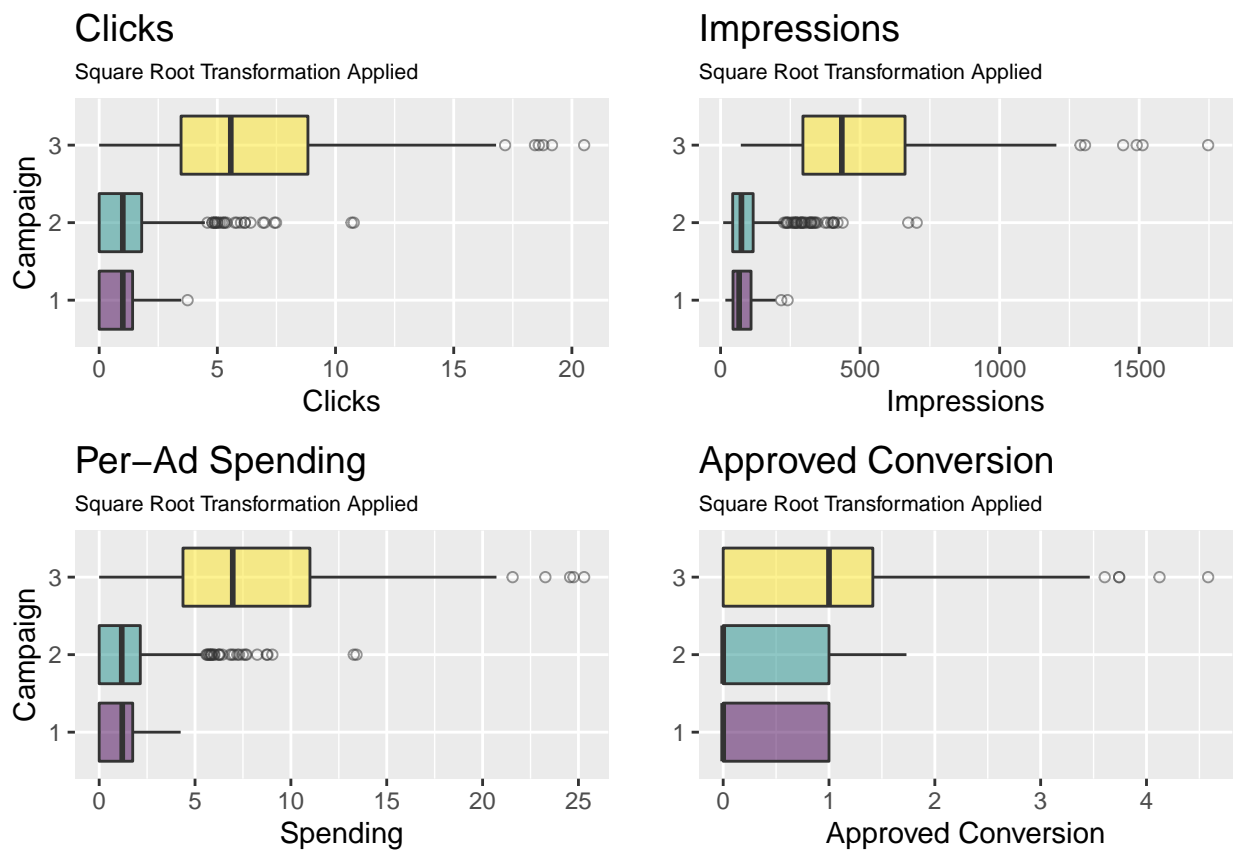 Clicks
Square Root Transformation Applied
Campaign
3
2
1
0 5 10 15 20
Clicks
Impressions
Square Root Transformation Applied
3
2
1
0 500 1000 1500
Impressions
Per−Ad Spending
Square Root Transformation Applied
Campaign
3
2
1
0 5 10 15 20 25
Spending
Approved Conversion
Square Root Transformation Applied
3
2
1
0 1 2 3 4
Approved Conversion